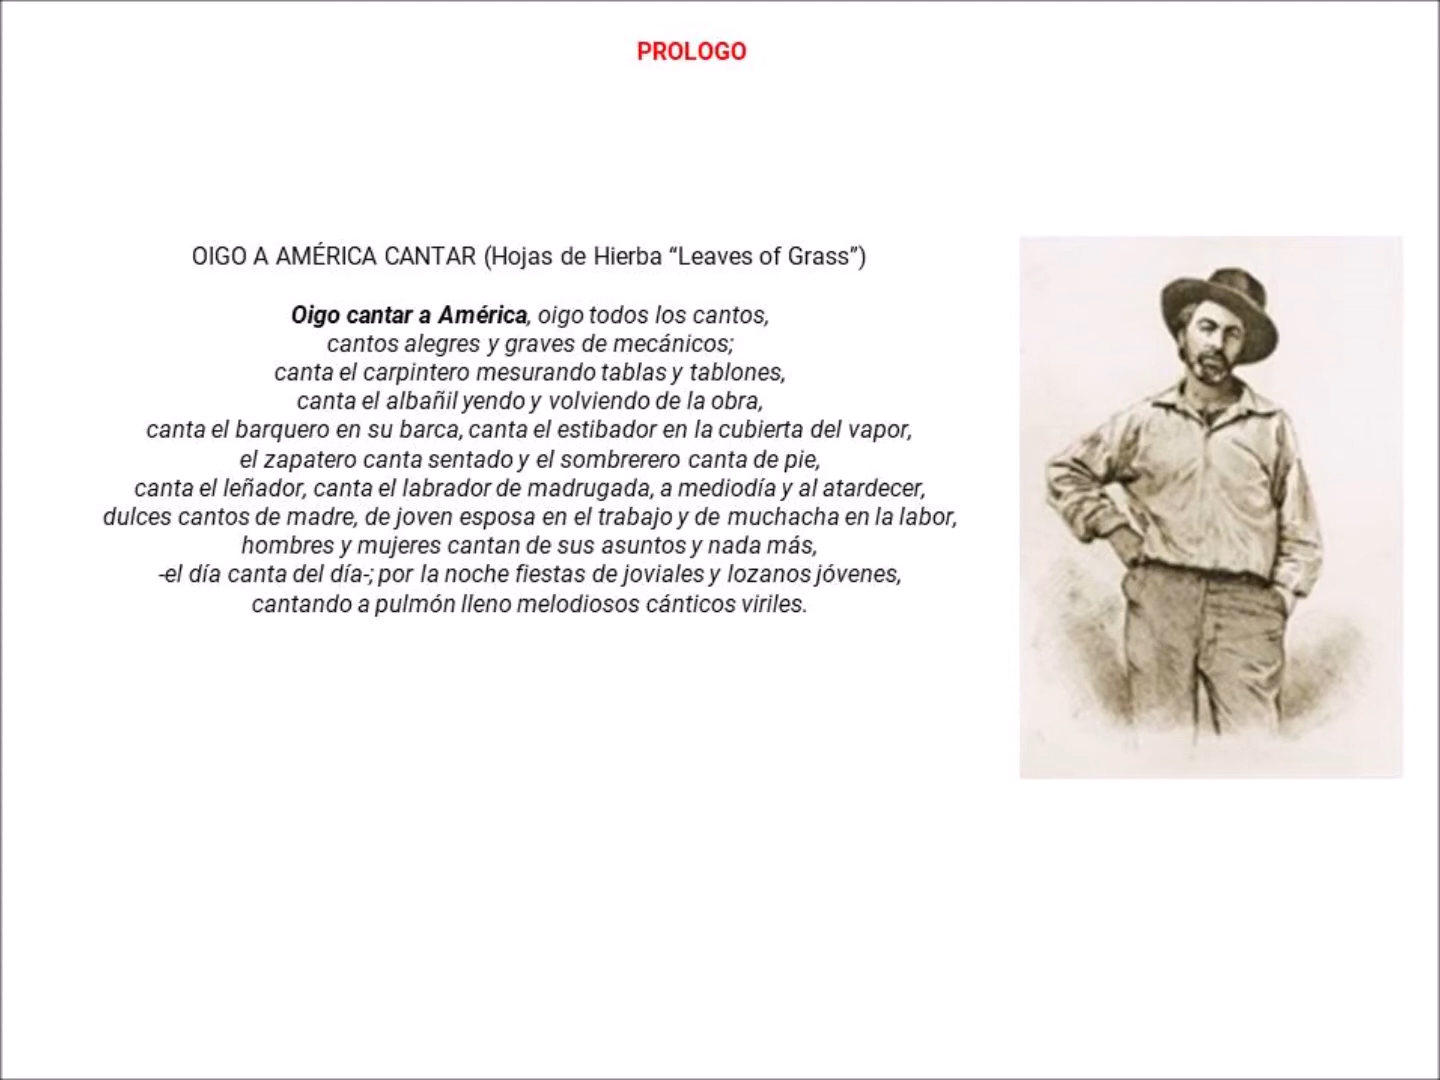 PROLOGO
OIGO A AMÉRICA CANTAR (Hojas de Hierba “Leaves of Grass”)
Oigo cantar a América, oigo todos los cantos,
cantos alegres y graves de mecánicos;
canta el carpintero mesurando tablas y tablones,
canta el albañil yendo y volviendo de la obra,
canta el barquero en su barca, canta el estibador en la cubierta del vapor,
el zapatero canta sentado y el sombrerero canta de pie,
canta el leñador, canta el labrador de madrugada, a mediodía y al atardecer,
dulces cantos de madre, de joven esposa en el trabajo y de muchacha en la labor,
hombres y mujeres cantan de sus asuntos y nada más,
-el día canta del día-; por la noche fiestas de joviales y lozanos jóvenes,
cantando a pulmón lleno melodiosos cánticos viriles.